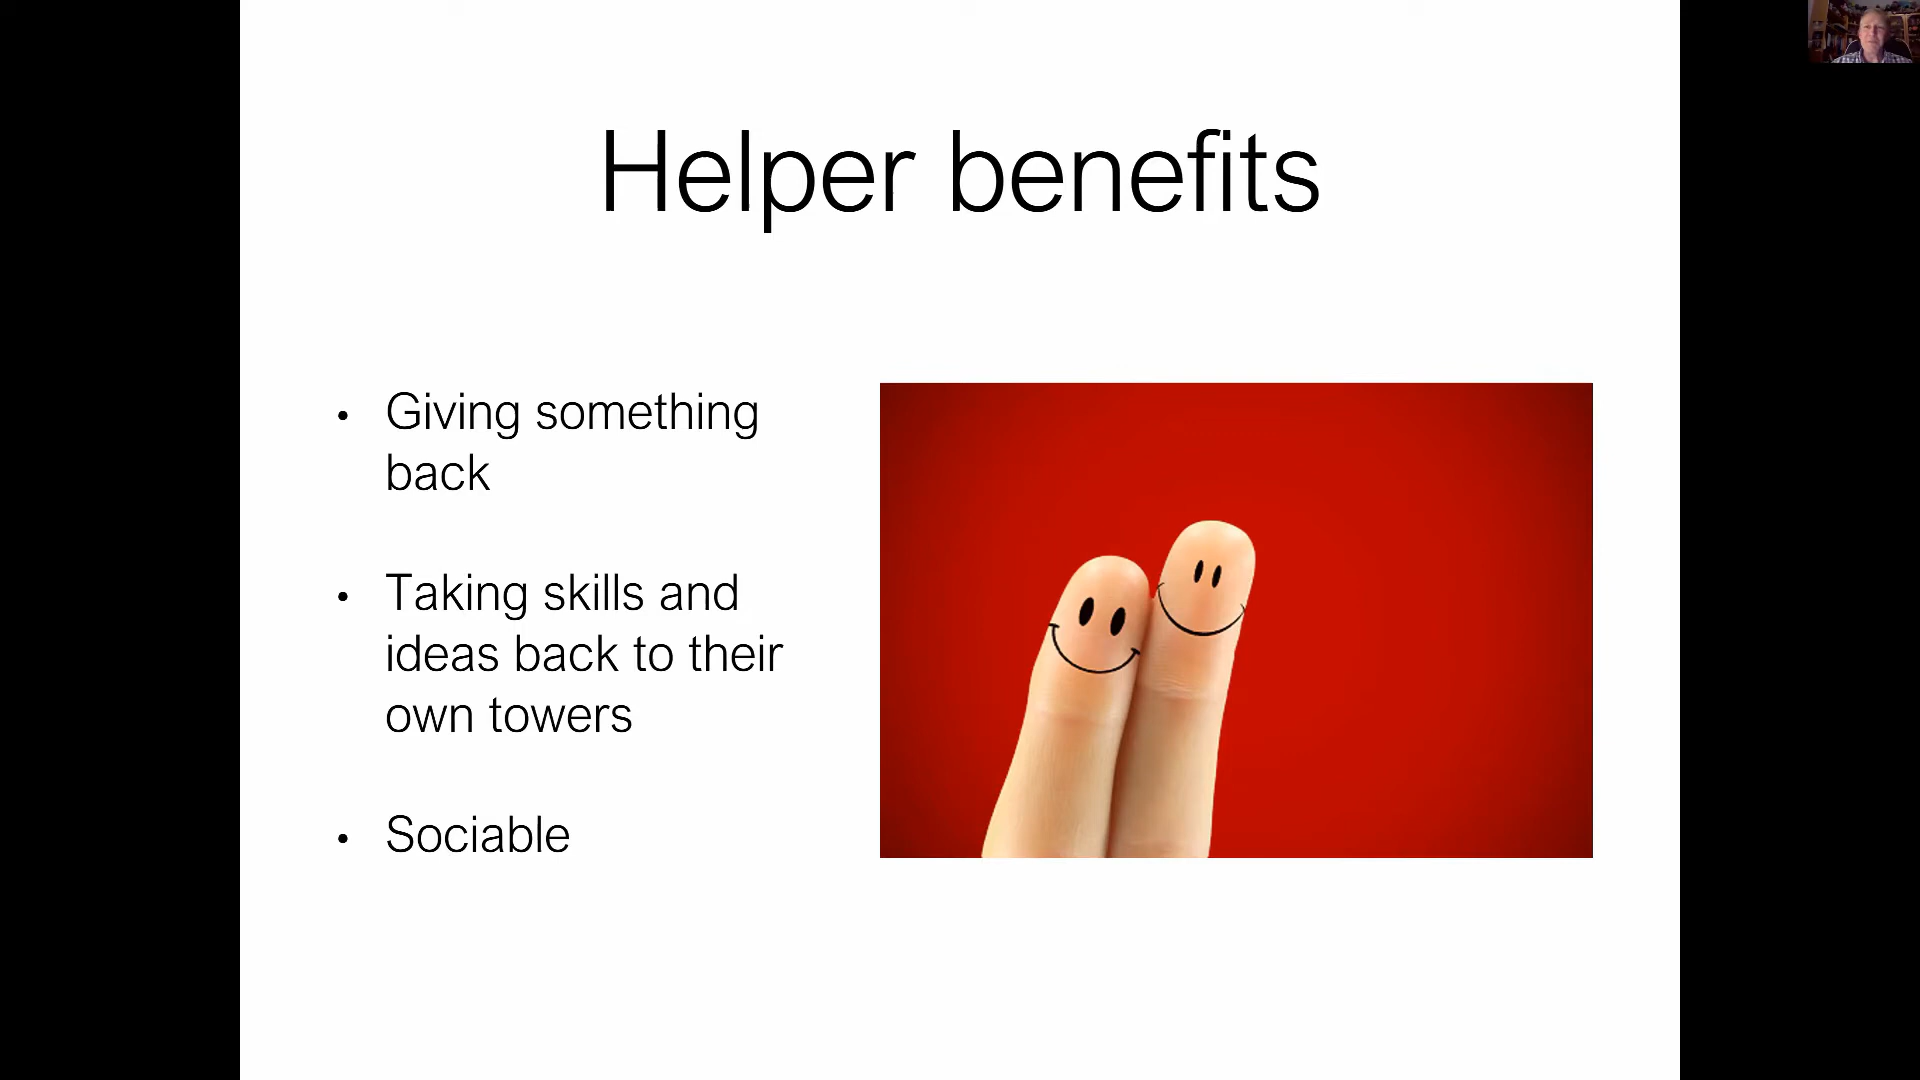 Helper benefits
• Giving something
back
• Taking skills and
ideas back to their
own towers
• Sociable